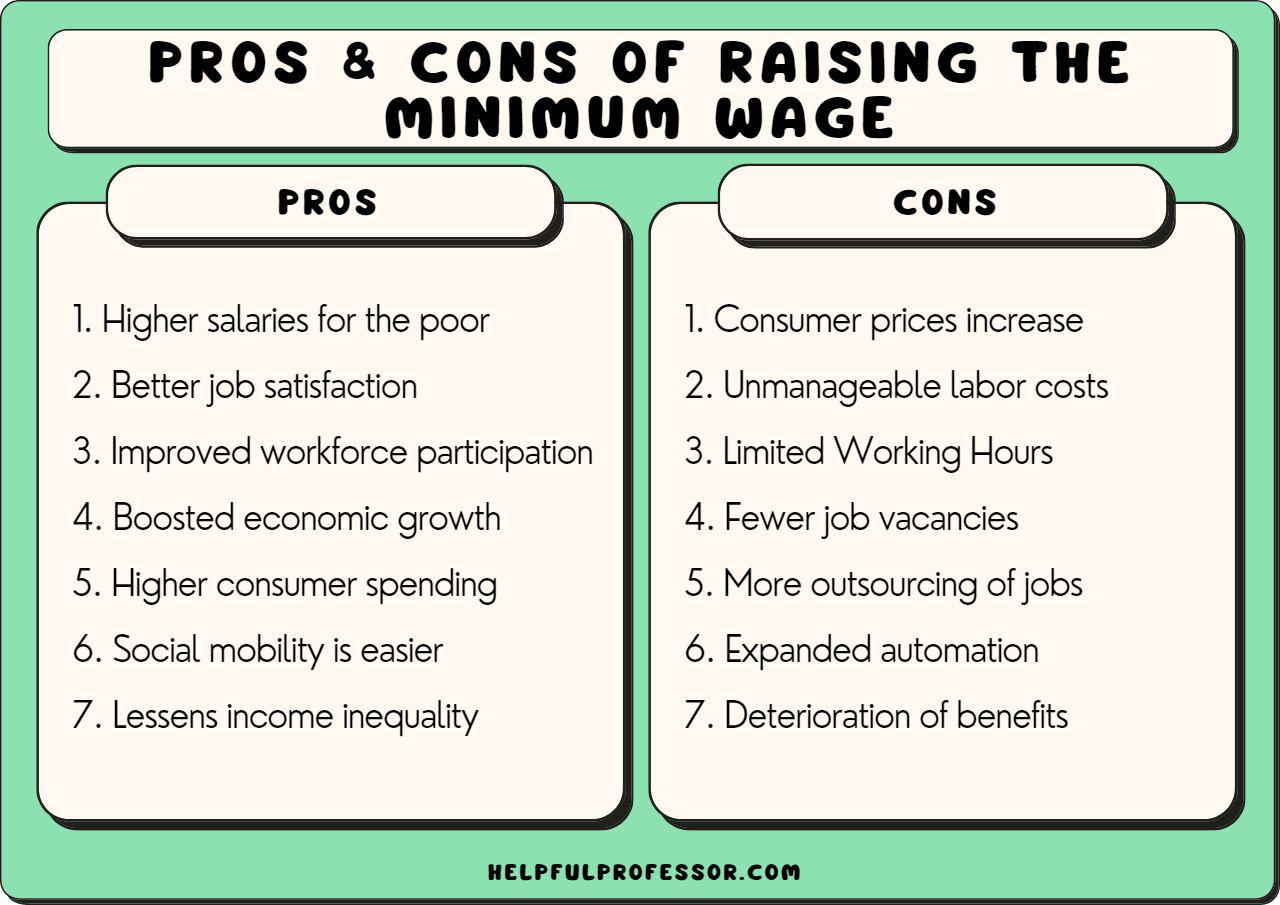 PROS & CONS OF RAISING THE
MINIMUM WAGE
PROS
1. Higher salaries for the poor
2. Better job satisfaction
3. Improved workforce participation
4. Boosted economic growth
5. Higher consumer spending
6. Social mobility is easier
7. Lessens income inequality
CONS
1. Consumer prices increase
2. Unmanageable labor costs
3. Limited Working Hours
4. Fewer job vacancies
5. More outsourcing of jobs
6. Expanded automation
7. Deterioration of benefits
HELPFULPROFESSOR.COM